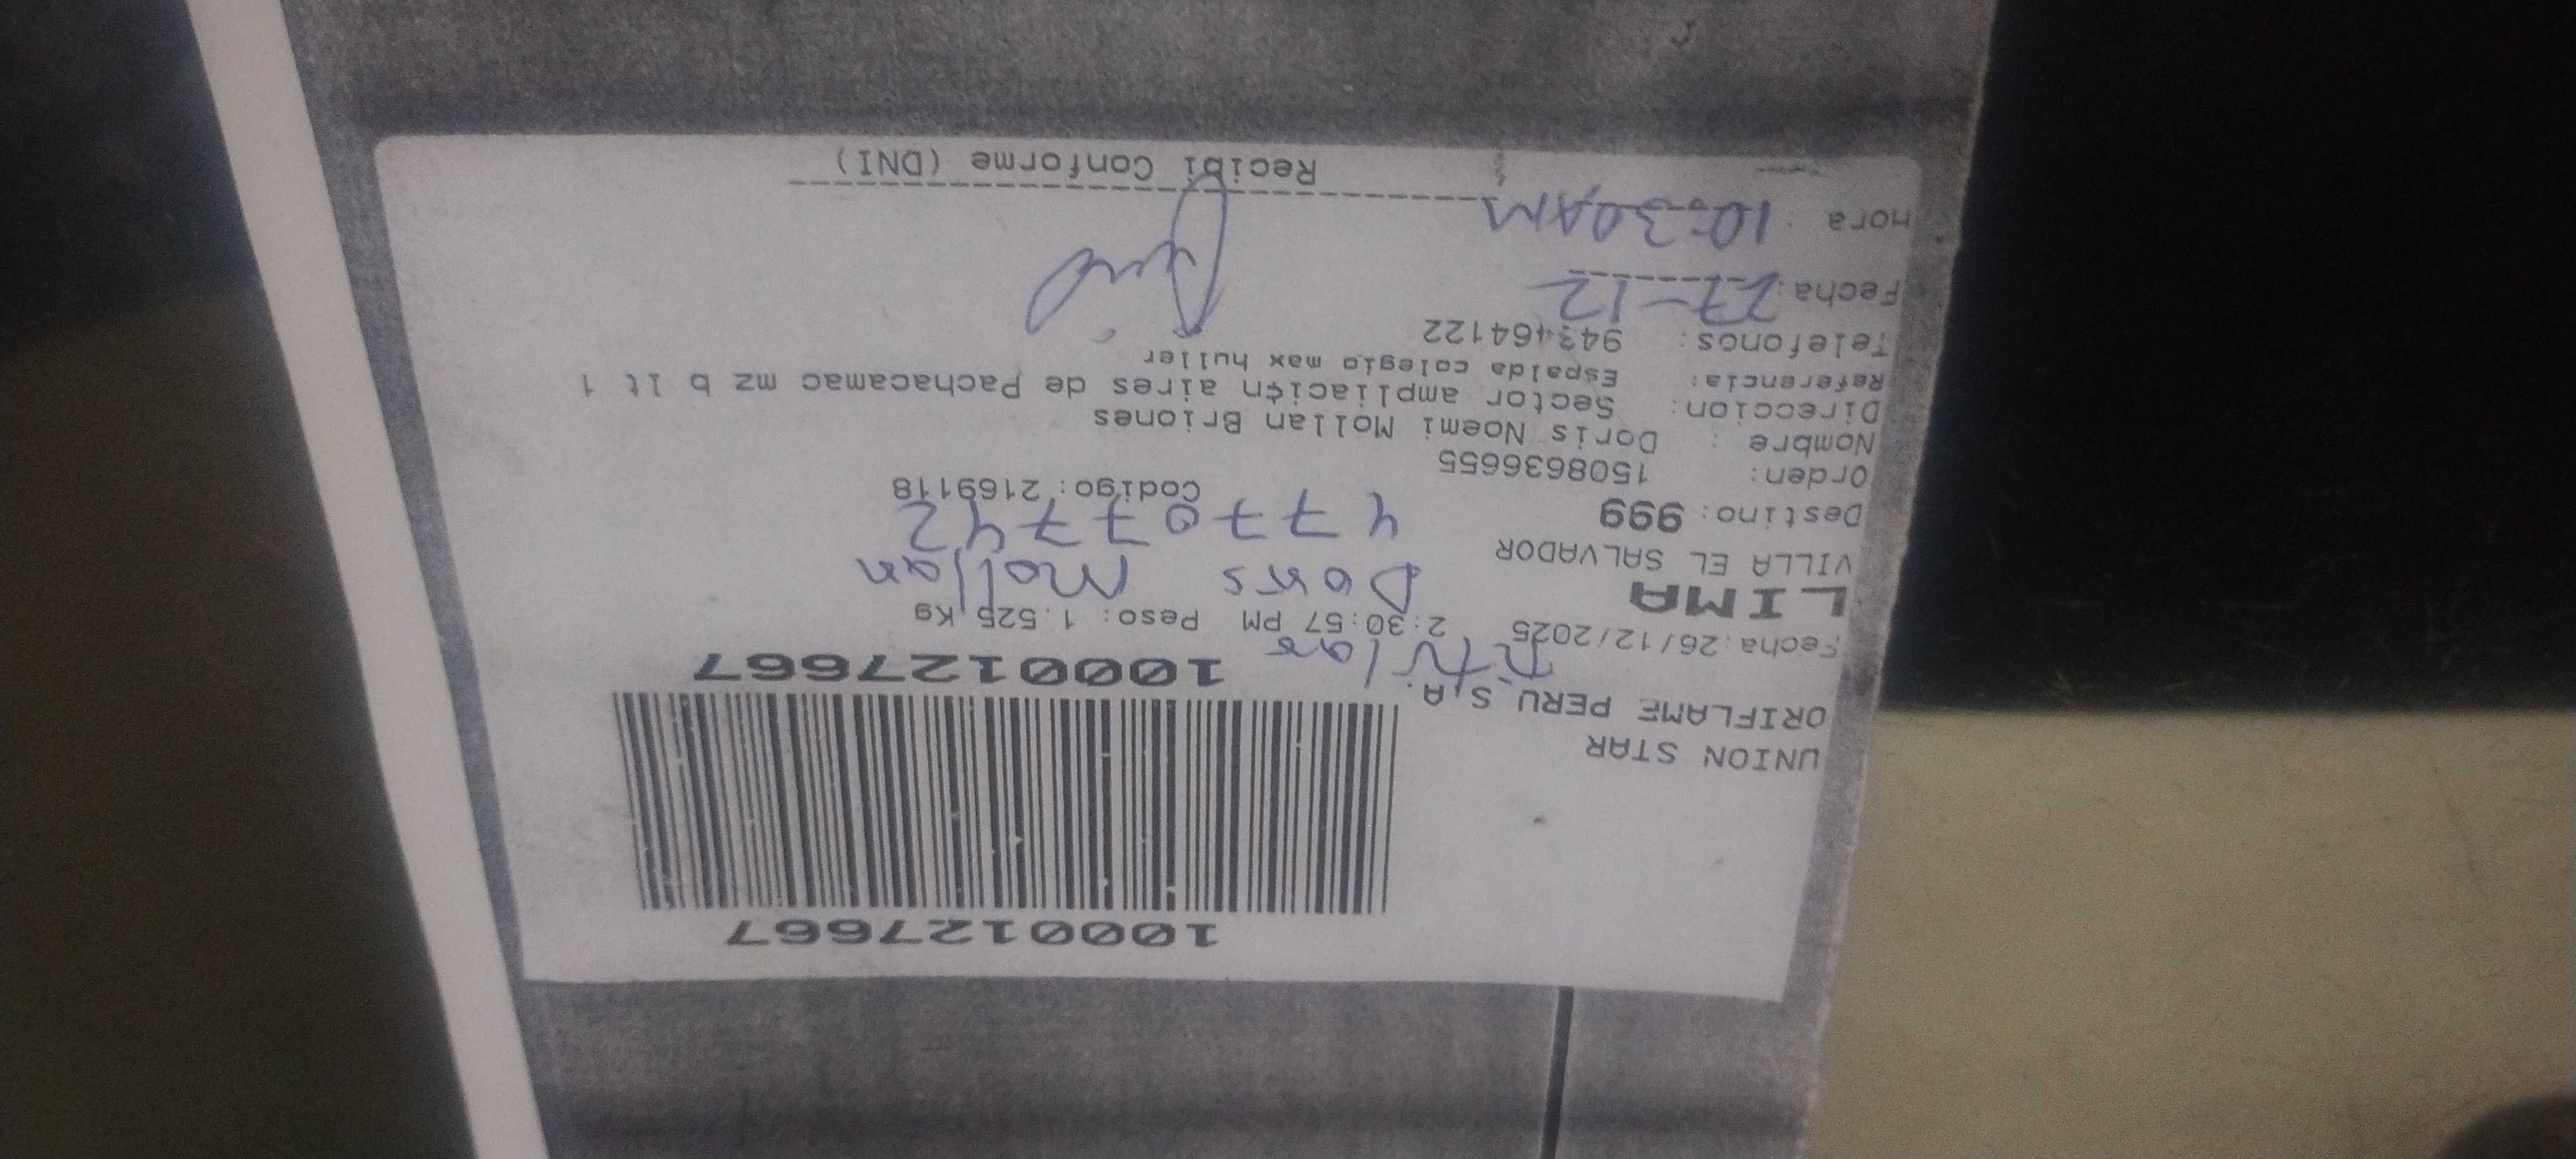 1000127667
1000127667
UNION STAR
ORIFLAME PERU S.A.
Titular
Fecha:26/12/2025 2:30:57 PM Peso: 1.525 Kg
LIMA
Doris Mollan
VILLA EL SALVADOR
47707742
Destino: 999
Codigo: 2169118
Orden: 1508636655
Nombre : Doris Noemi Mollan Briones
Direccion: Sector ampliaci¢n aires de Pachacamac mz b lt 1
Referencia: Espalda colegio max huller
Telefonos: 943464122
Fecha: 27-12
Hora 10:30AM
Recibi Conforme (DNI)